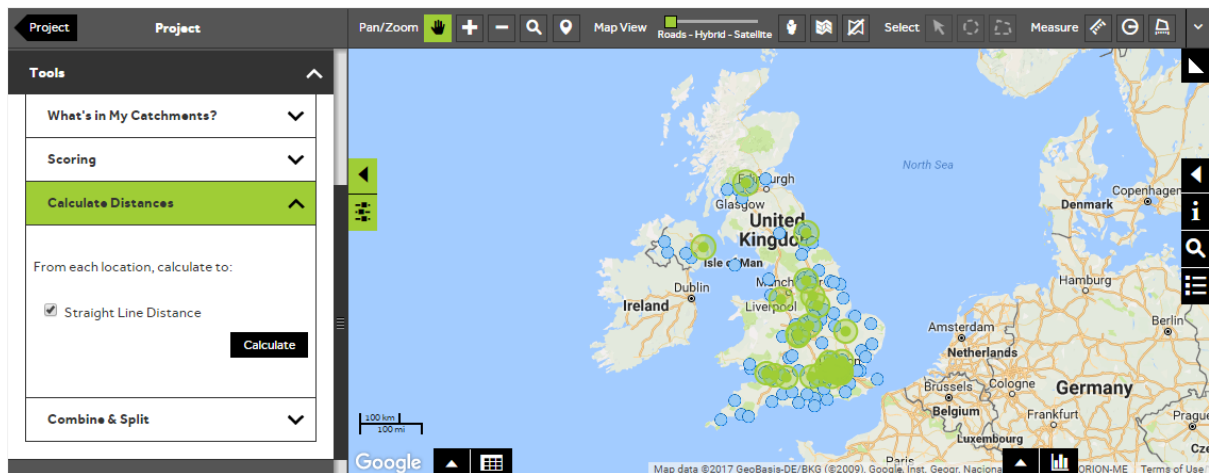 Project
Project
Pan/Zoom
Map View
Roads - Hybrid - Satellite
Select
Measure
Tools
What's in My Catchments?
Scoring
Calculate Distances
From each location, calculate to:
Straight Line Distance
Calculate
Combine & Split
North Sea
Glasgow
United
Kingdom
Isle of Man
Dublin
Ireland
Liverpool
Copenhagen
Denmark
Hamburg
Berlin
Amsterdam
Netherlands
Brussels
Cologne
Belgium
Germany
Frankfurt
Luxembourg
Prague
Paris
100 km
100 mi
Google
Map data ©2017 GeoBasis-DE/BKG (©2009), Google, Inst. Geogr. Naciona
ORION-ME
Terms of Use